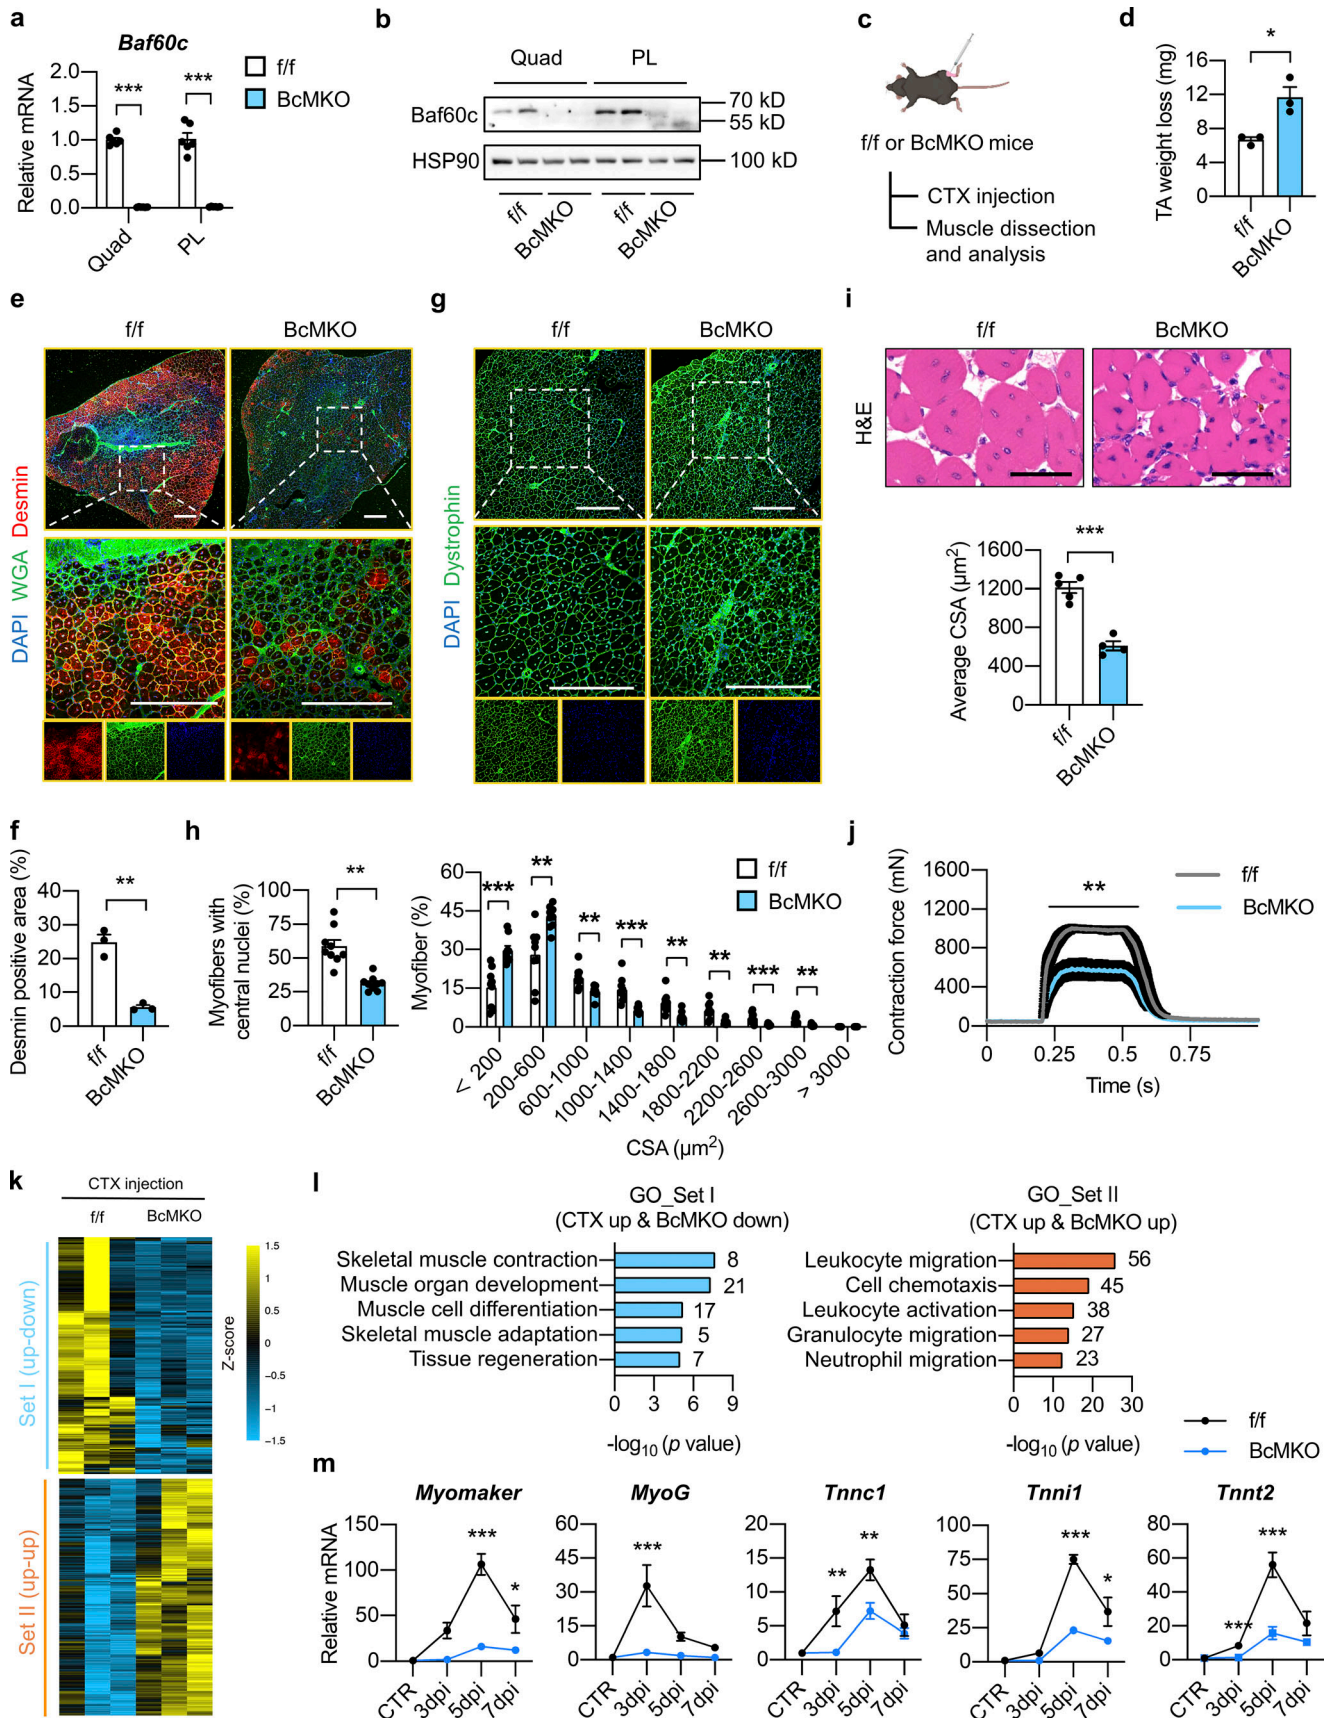 a
Baf60c
Relative mRNA
2.0
1.5
1.0
0.5
0.0
***
***
Quad
PL
f/f
BcMKO
b
Quad
PL
Baf60c
70 kD
55 kD
HSP90
100 kD
f/f
BcMKO
f/f
BcMKO
c
f/f or BcMKO mice
CTX injection
Muscle dissection
and analysis
d
TA weight loss (mg)
16
12
8
4
0
*
f/f
BcMKO
e
f/f
BcMKO
DAPI WGA Desmin
g
f/f
BcMKO
DAPI Dystrophin
i
f/f
BcMKO
H&E
Average CSA (µm²)
1600
1200
800
400
0
***
f/f
BcMKO
f
Desmin positive area (%)
40
30
20
10
0
**
f/f
BcMKO
h
Myofibers with
central nuclei (%)
100
75
50
25
0
**
f/f
BcMKO
Myofiber (%)
60
45
30
15
0
***
**
**
***
**
**
***
**
f/f
BcMKO
< 200
200-600
600-1000
1000-1400
1400-1800
1800-2200
2200-2600
2600-3000
> 3000
CSA (µm²)
j
Contraction force (mN)
1600
1200
800
400
0
**
f/f
BcMKO
0
0.25
0.5
0.75
Time (s)
k
CTX injection
f/f
BcMKO
Set I (up-down)
Set II (up-up)
1.5
1
0.5
0
−0.5
−1
−1.5
Z-score
l
GO_Set I
(CTX up & BcMKO down)
Skeletal muscle contraction
8
Muscle organ development
21
Muscle cell differentiation
17
Skeletal muscle adaptation
5
Tissue regeneration
7
0 3 6 9
-log₁₀ (p value)
GO_Set II
(CTX up & BcMKO up)
Leukocyte migration
56
Cell chemotaxis
45
Leukocyte activation
38
Granulocyte migration
27
Neutrophil migration
23
0 10 20 30
-log₁₀ (p value)
f/f
BcMKO
m
Relative mRNA
Myomaker
150
100
50
0
***
*
CTR
3dpi
5dpi
7dpi
MyoG
60
45
30
15
0
***
CTR
3dpi
5dpi
7dpi
Tnnc1
20
15
10
5
0
**
**
CTR
3dpi
5dpi
7dpi
Tnni1
100
75
50
25
0
***
*
CTR
3dpi
5dpi
7dpi
Tnnt2
80
60
40
20
0
***
***
CTR
3dpi
5dpi
7dpi